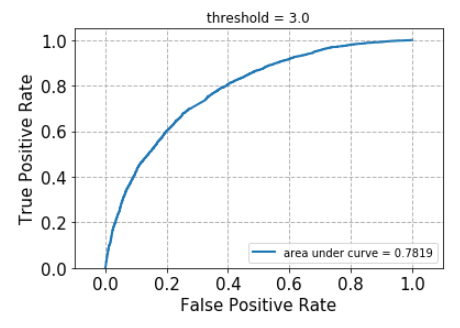 threshold = 3.0
True Positive Rate
1.0
0.8
0.6
0.4
0.2
0.0
area under curve = 0.7819
0.0 0.2 0.4 0.6 0.8 1.0
False Positive Rate